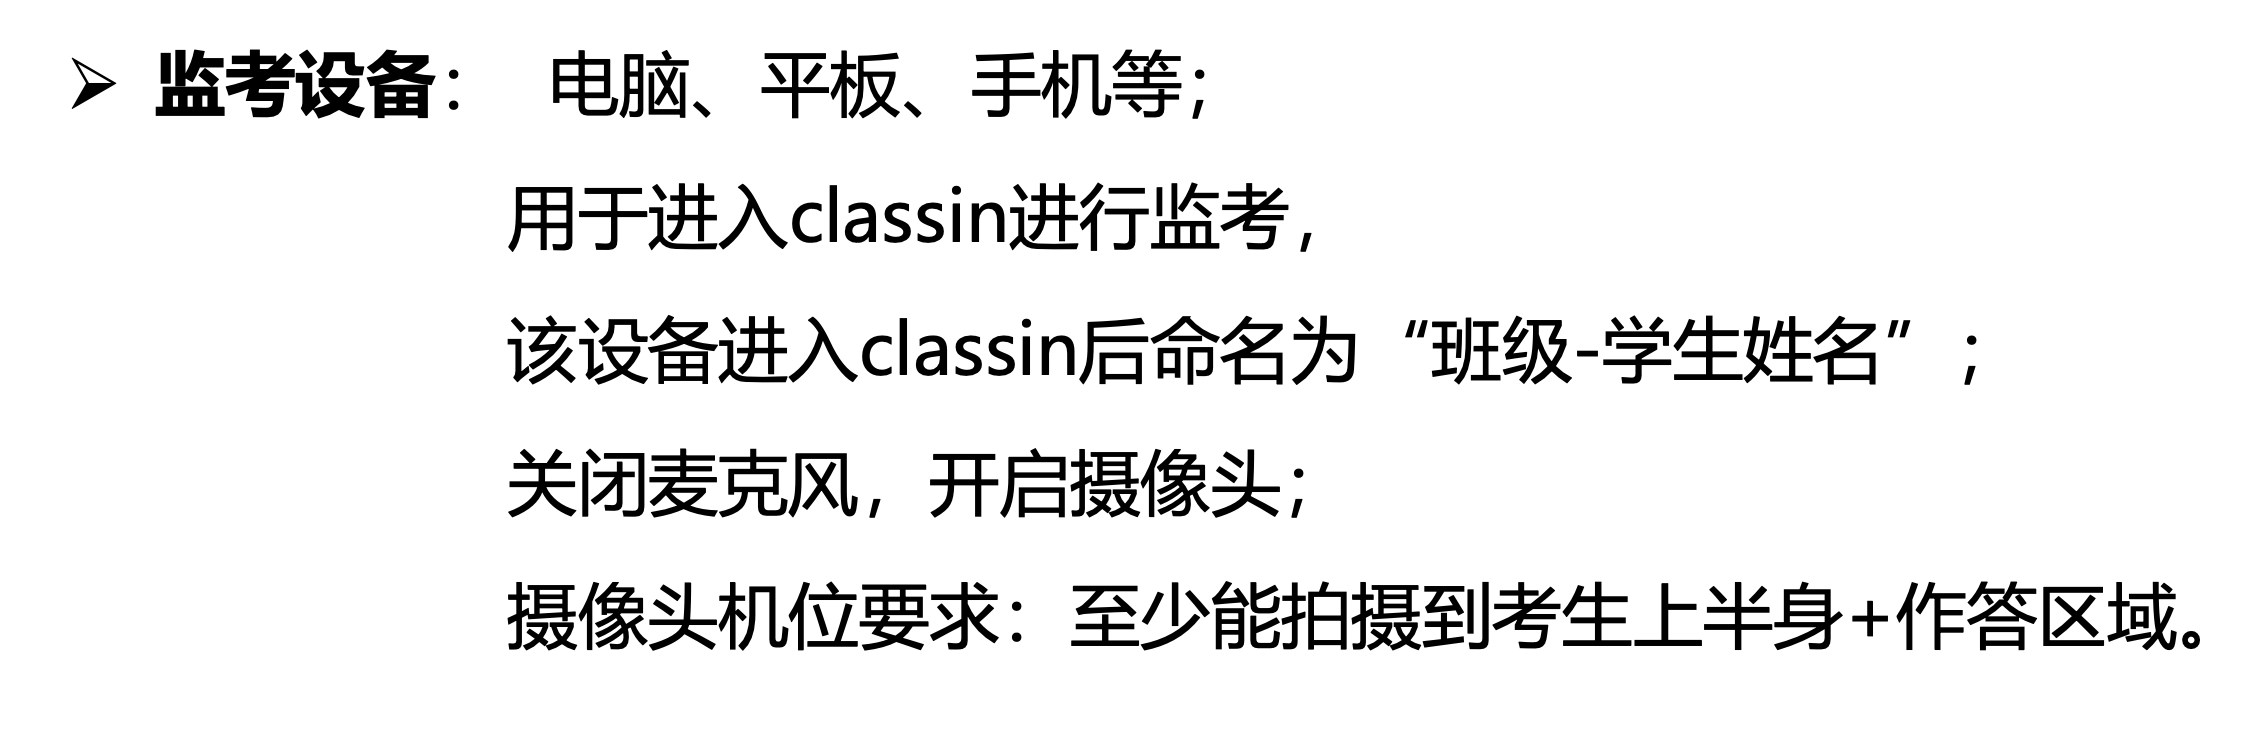 ➢ 监考设备： 电脑、平板、手机等；
用于进入classin进行监考，
该设备进入classin后命名为“班级-学生姓名”；
关闭麦克风，开启摄像头；
摄像头机位要求：至少能拍摄到考生上半身+作答区域。